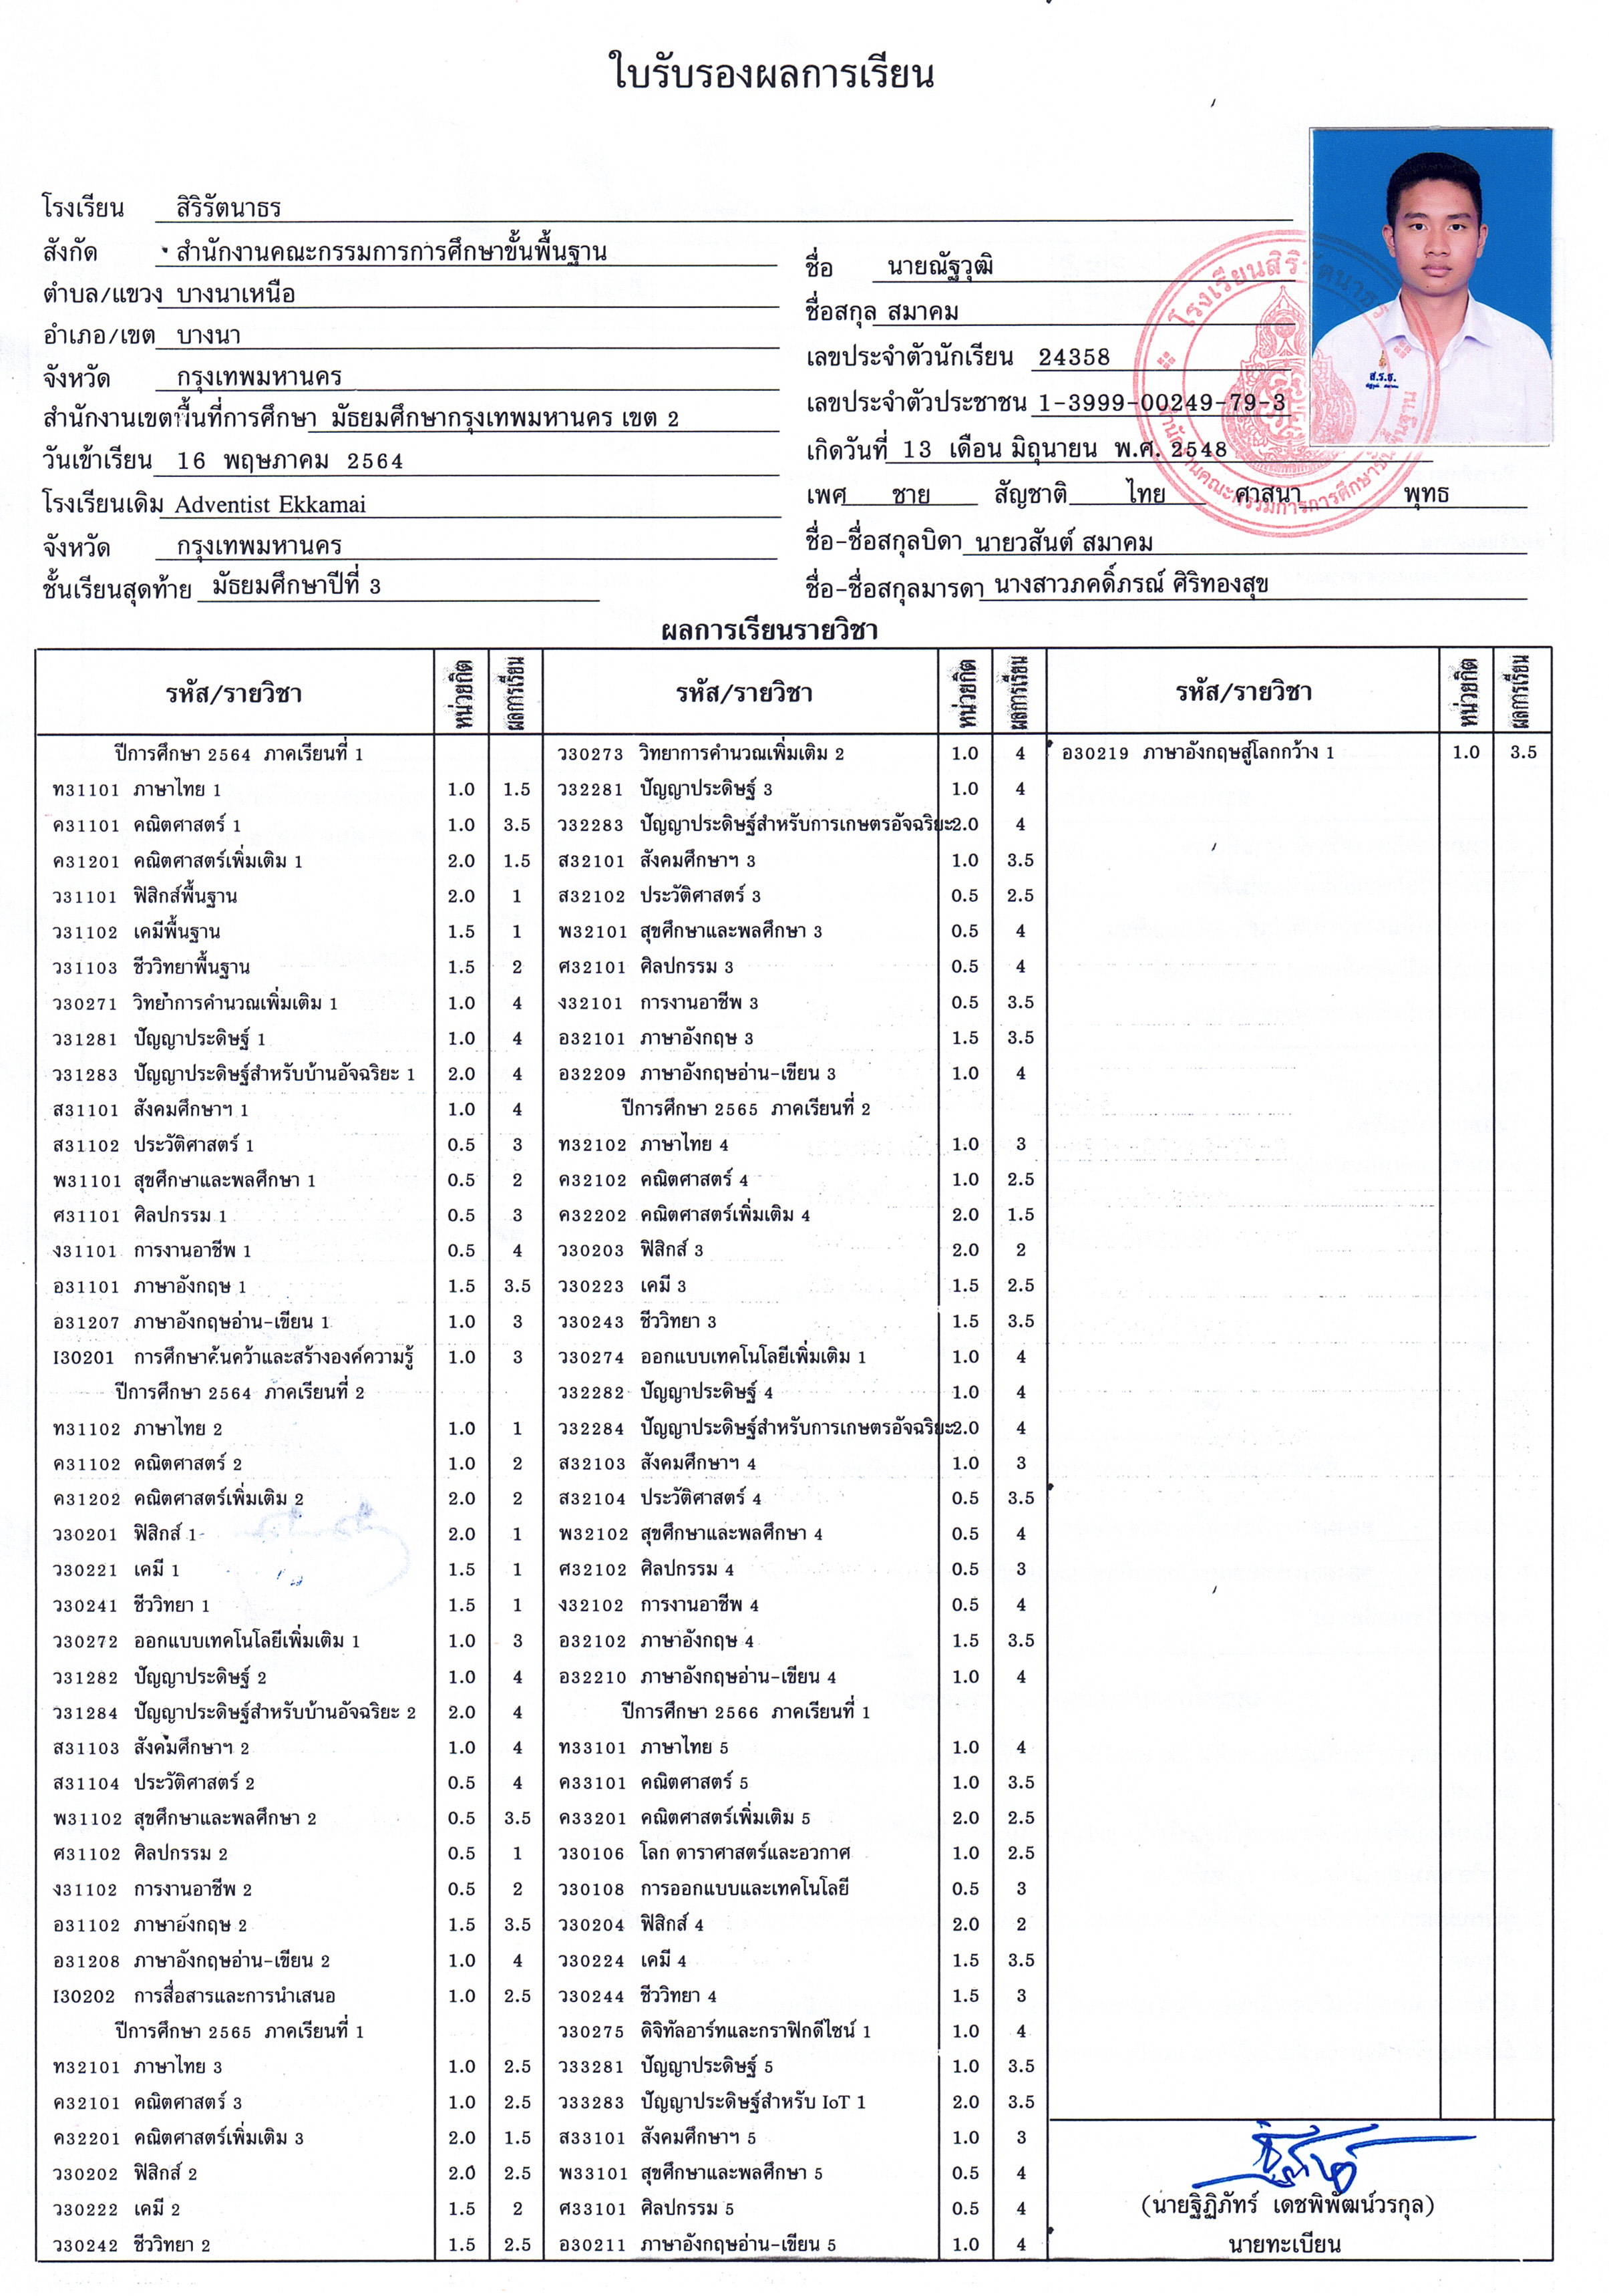 ใบรับรองผลการเรียน
โรงเรียน สิริรัตนาธร
สังกัด สำนักงานคณะกรรมการการศึกษาขั้นพื้นฐาน
ตำบล/แขวง บางนาเหนือ
อำเภอ/เขต บางนา
จังหวัด กรุงเทพมหานคร
สำนักงานเขตพื้นที่การศึกษา มัธยมศึกษากรุงเทพมหานคร เขต 2
วันเข้าเรียน 16 พฤษภาคม 2564
โรงเรียนเดิม Adventist Ekkamai
จังหวัด กรุงเทพมหานคร
ชั้นเรียนสุดท้าย มัธยมศึกษาปีที่ 3
ชื่อ นายณัฐวุฒิ
ชื่อสกุล สมาคม
เลขประจำตัวนักเรียน 24358
เลขประจำตัวประชาชน 1-3999-00249-79-3
เกิดวันที่ 13 เดือน มิถุนายน พ.ศ. 2548
เพศ ชาย สัญชาติ ไทย ศาสนา พุทธ
ชื่อ-ชื่อสกุลบิดา นายวสันต์ สมาคม
ชื่อ-ชื่อสกุลมารดา นางสาวภคดิ์ภรณ์ ศิริทองสุข
โรงเรียนสิริรัตนาธร
สำนักงานคณะกรรมการการศึกษาขั้นพื้นฐาน
ส.ร.ธ.
ผลการเรียนรายวิชา
รหัส/รายวิชา หน่วยกิต ผลการเรียน
ปีการศึกษา 2564 ภาคเรียนที่ 1
ท31101 ภาษาไทย 1 1.0 1.5
ค31101 คณิตศาสตร์ 1 1.0 3.5
ค31201 คณิตศาสตร์เพิ่มเติม 1 2.0 1.5
ว31101 ฟิสิกส์พื้นฐาน 2.0 1
ว31102 เคมีพื้นฐาน 1.5 1
ว31103 ชีววิทยาพื้นฐาน 1.5 2
ว30271 วิทยาการคำนวณเพิ่มเติม 1 1.0 4
ว31281 ปัญญาประดิษฐ์ 1 1.0 4
ว31283 ปัญญาประดิษฐ์สำหรับบ้านอัจฉริยะ 1 2.0 4
ส31101 สังคมศึกษาฯ 1 1.0 4
ส31102 ประวัติศาสตร์ 1 0.5 3
พ31101 สุขศึกษาและพลศึกษา 1 0.5 2
ศ31101 ศิลปกรรม 1 0.5 3
ง31101 การงานอาชีพ 1 0.5 4
อ31101 ภาษาอังกฤษ 1 1.5 3.5
อ31207 ภาษาอังกฤษอ่าน-เขียน 1 1.0 3
I30201 การศึกษาค้นคว้าและสร้างองค์ความรู้ 1.0 3
ปีการศึกษา 2564 ภาคเรียนที่ 2
ท31102 ภาษาไทย 2 1.0 1
ค31102 คณิตศาสตร์ 2 1.0 2
ค31202 คณิตศาสตร์เพิ่มเติม 2 2.0 2
ว30201 ฟิสิกส์ 1 2.0 1
ว30221 เคมี 1 1.5 1
ว30241 ชีววิทยา 1 1.5 1
ว30272 ออกแบบเทคโนโลยีเพิ่มเติม 1 1.0 3
ว31282 ปัญญาประดิษฐ์ 2 1.0 4
ว31284 ปัญญาประดิษฐ์สำหรับบ้านอัจฉริยะ 2 2.0 4
ส31103 สังคมศึกษาฯ 2 1.0 4
ส31104 ประวัติศาสตร์ 2 0.5 4
พ31102 สุขศึกษาและพลศึกษา 2 0.5 3.5
ศ31102 ศิลปกรรม 2 0.5 1
ง31102 การงานอาชีพ 2 0.5 2
อ31102 ภาษาอังกฤษ 2 1.5 3.5
อ31208 ภาษาอังกฤษอ่าน-เขียน 2 1.0 4
I30202 การสื่อสารและการนำเสนอ 1.0 2.5
ปีการศึกษา 2565 ภาคเรียนที่ 1
ท32101 ภาษาไทย 3 1.0 2.5
ค32101 คณิตศาสตร์ 3 1.0 2.5
ค32201 คณิตศาสตร์เพิ่มเติม 3 2.0 1.5
ว30202 ฟิสิกส์ 2 2.0 2.5
ว30222 เคมี 2 1.5 2
ว30242 ชีววิทยา 2 1.5 2.5
รหัส/รายวิชา หน่วยกิต ผลการเรียน
ว30273 วิทยาการคำนวณเพิ่มเติม 2 1.0 4
ว32281 ปัญญาประดิษฐ์ 3 1.0 4
ว32283 ปัญญาประดิษฐ์สำหรับการเกษตรอัจฉริยะ 2.0 4
ส32101 สังคมศึกษาฯ 3 1.0 3.5
ส32102 ประวัติศาสตร์ 3 0.5 2.5
พ32101 สุขศึกษาและพลศึกษา 3 0.5 4
ศ32101 ศิลปกรรม 3 0.5 4
ง32101 การงานอาชีพ 3 0.5 3.5
อ32101 ภาษาอังกฤษ 3 1.5 3.5
อ32209 ภาษาอังกฤษอ่าน-เขียน 3 1.0 4
ปีการศึกษา 2565 ภาคเรียนที่ 2
ท32102 ภาษาไทย 4 1.0 3
ค32102 คณิตศาสตร์ 4 1.0 2.5
ค32202 คณิตศาสตร์เพิ่มเติม 4 2.0 1.5
ว30203 ฟิสิกส์ 3 2.0 2
ว30223 เคมี 3 1.5 2.5
ว30243 ชีววิทยา 3 1.5 3.5
ว30274 ออกแบบเทคโนโลยีเพิ่มเติม 1 1.0 4
ว32282 ปัญญาประดิษฐ์ 4 1.0 4
ว32284 ปัญญาประดิษฐ์สำหรับการเกษตรอัจฉริยะ 2.0 4
ส32103 สังคมศึกษาฯ 4 1.0 3
ส32104 ประวัติศาสตร์ 4 0.5 3.5
พ32102 สุขศึกษาและพลศึกษา 4 0.5 4
ศ32102 ศิลปกรรม 4 0.5 3
ง32102 การงานอาชีพ 4 0.5 4
อ32102 ภาษาอังกฤษ 4 1.5 3.5
อ32210 ภาษาอังกฤษอ่าน-เขียน 4 1.0 4
ปีการศึกษา 2566 ภาคเรียนที่ 1
ท33101 ภาษาไทย 5 1.0 4
ค33101 คณิตศาสตร์ 5 1.0 3.5
ค33201 คณิตศาสตร์เพิ่มเติม 5 2.0 2.5
ว30106 โลก ดาราศาสตร์และอวกาศ 1.0 2.5
ว30108 การออกแบบและเทคโนโลยี 0.5 3
ว30204 ฟิสิกส์ 4 2.0 2
ว30224 เคมี 4 1.5 3.5
ว30244 ชีววิทยา 4 1.5 3
ว30275 ดิจิทัลอาร์ทและกราฟิกดีไซน์ 1 1.0 4
ว33281 ปัญญาประดิษฐ์ 5 1.0 3.5
ว33283 ปัญญาประดิษฐ์สำหรับ IoT 1 2.0 3.5
ส33101 สังคมศึกษาฯ 5 1.0 3
พ33101 สุขศึกษาและพลศึกษา 5 0.5 4
ศ33101 ศิลปกรรม 5 0.5 4
อ30211 ภาษาอังกฤษอ่าน-เขียน 5 1.0 4
รหัส/รายวิชา หน่วยกิต ผลการเรียน
อ30219 ภาษาอังกฤษสู่โลกกว้าง 1 1.0 3.5
(นายฐิฏิภัทร์ เดชพิพัฒน์วรกุล)
นายทะเบียน